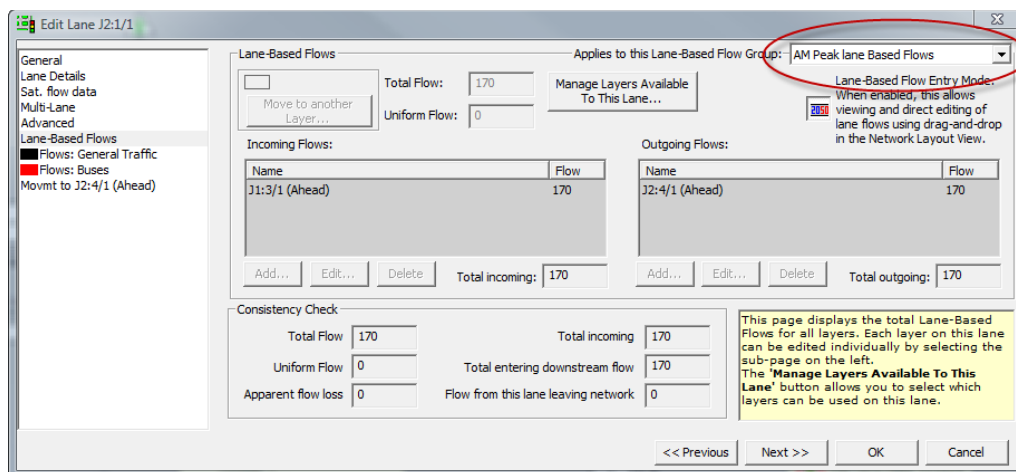 Edit Lane J2:1/1
General
Lane Details
Sat. flow data
Multi-Lane
Advanced
Lane-Based Flows
Flows: General Traffic
Flows: Buses
Movmt to J2:4/1 (Ahead)
Lane-Based Flows
Applies to this Lane-Based Flow Group: AM Peak lane Based Flows
Move to another
Layer...
Total Flow: 170
Uniform Flow: 0
Manage Layers Available
To This Lane...
2050
Lane-Based Flow Entry Mode:
When enabled, this allows
viewing and direct editing of
lane flows using drag-and-drop
in the Network Layout View.
Incoming Flows:
Name Flow
J1:3/1 (Ahead) 170
Add... Edit... Delete Total incoming: 170
Outgoing Flows:
Name Flow
J2:4/1 (Ahead) 170
Add... Edit... Delete Total outgoing: 170
Consistency Check
Total Flow 170 Total incoming 170
Uniform Flow 0 Total entering downstream flow 170
Apparent flow loss 0 Flow from this lane leaving network 0
This page displays the total Lane-Based
Flows for all layers. Each layer on this lane
can be edited individually by selecting the
sub-page on the left.
The 'Manage Layers Available To This
Lane' button allows you to select which
layers can be used on this lane.
<< Previous Next >> OK Cancel